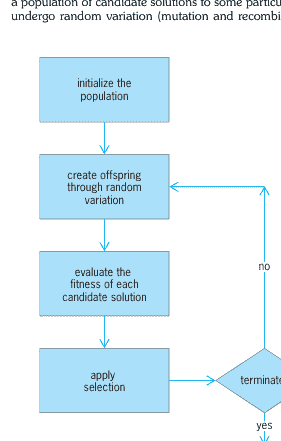 a population of candidate solutions to some particu
undergo random variation (mutation and recombi
initialize the
population
create offspring
through random
variation
evaluate the
fitness of each
candidate solution
apply
selection
no
terminate
yes